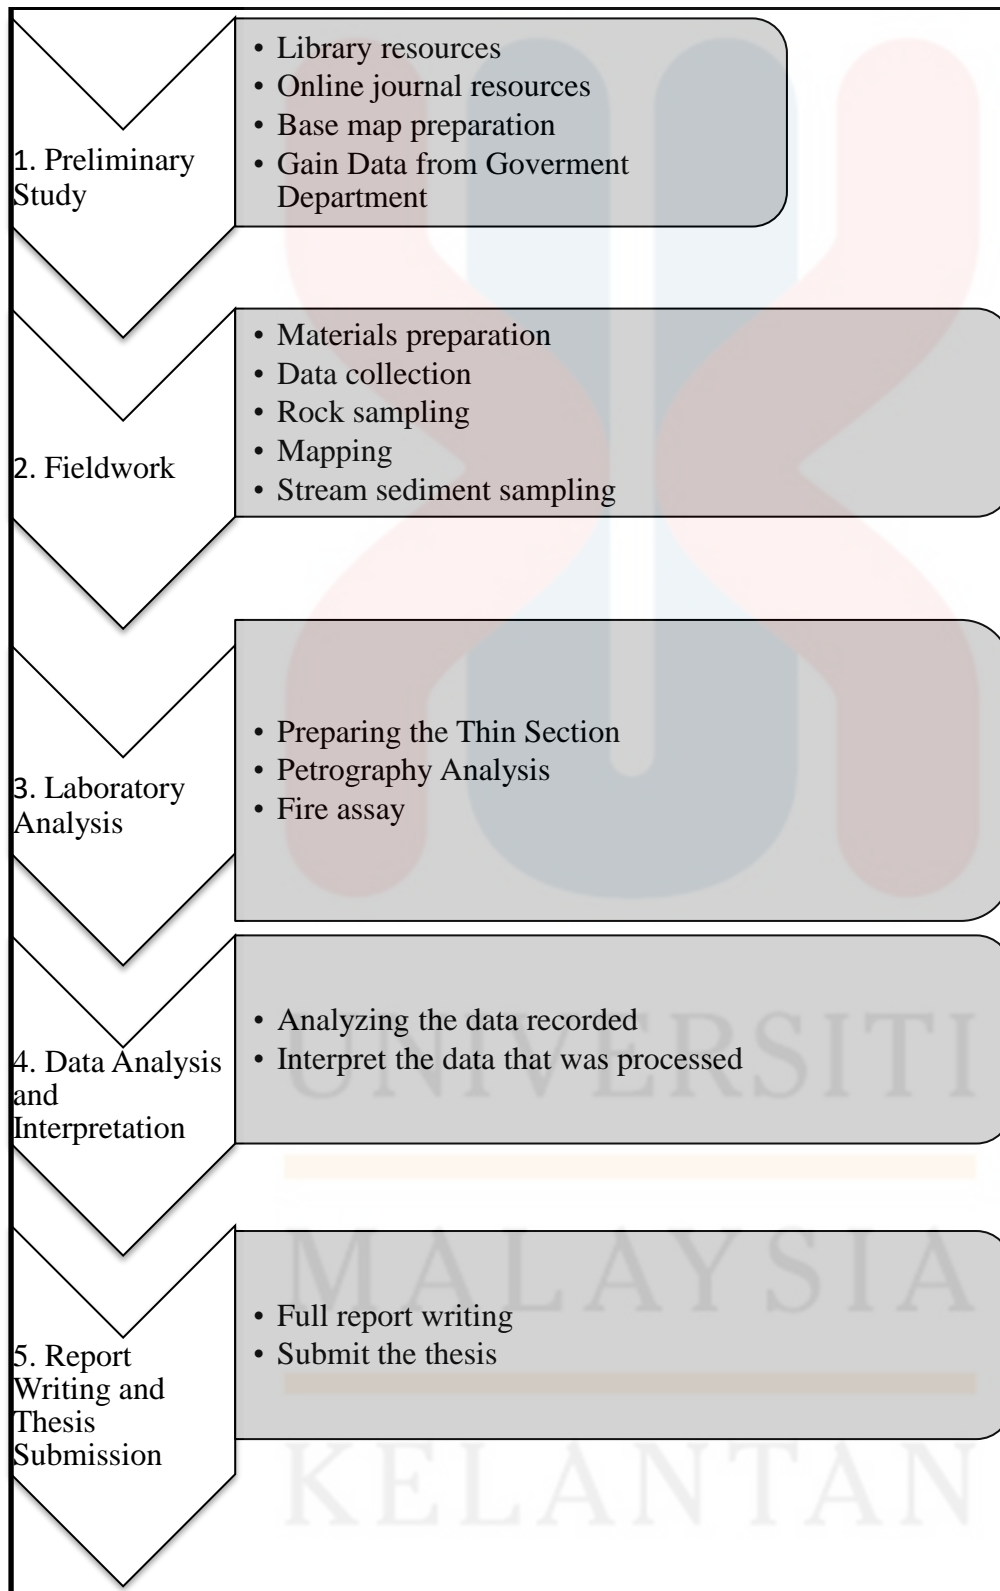 • Library resources
• Online journal resources
• Base map preparation
• Gain Data from Goverment
Department
1. Preliminary
Study
• Materials preparation
• Data collection
• Rock sampling
• Mapping
• Stream sediment sampling
2. Fieldwork
• Preparing the Thin Section
• Petrography Analysis
• Fire assay
3. Laboratory
Analysis
• Analyzing the data recorded
• Interpret the data that was processed
4. Data Analysis
and
Interpretation
• Full report writing
• Submit the thesis
5. Report
Writing and
Thesis
Submission
UNIVERSITI
MALAYSIA
KELANTAN